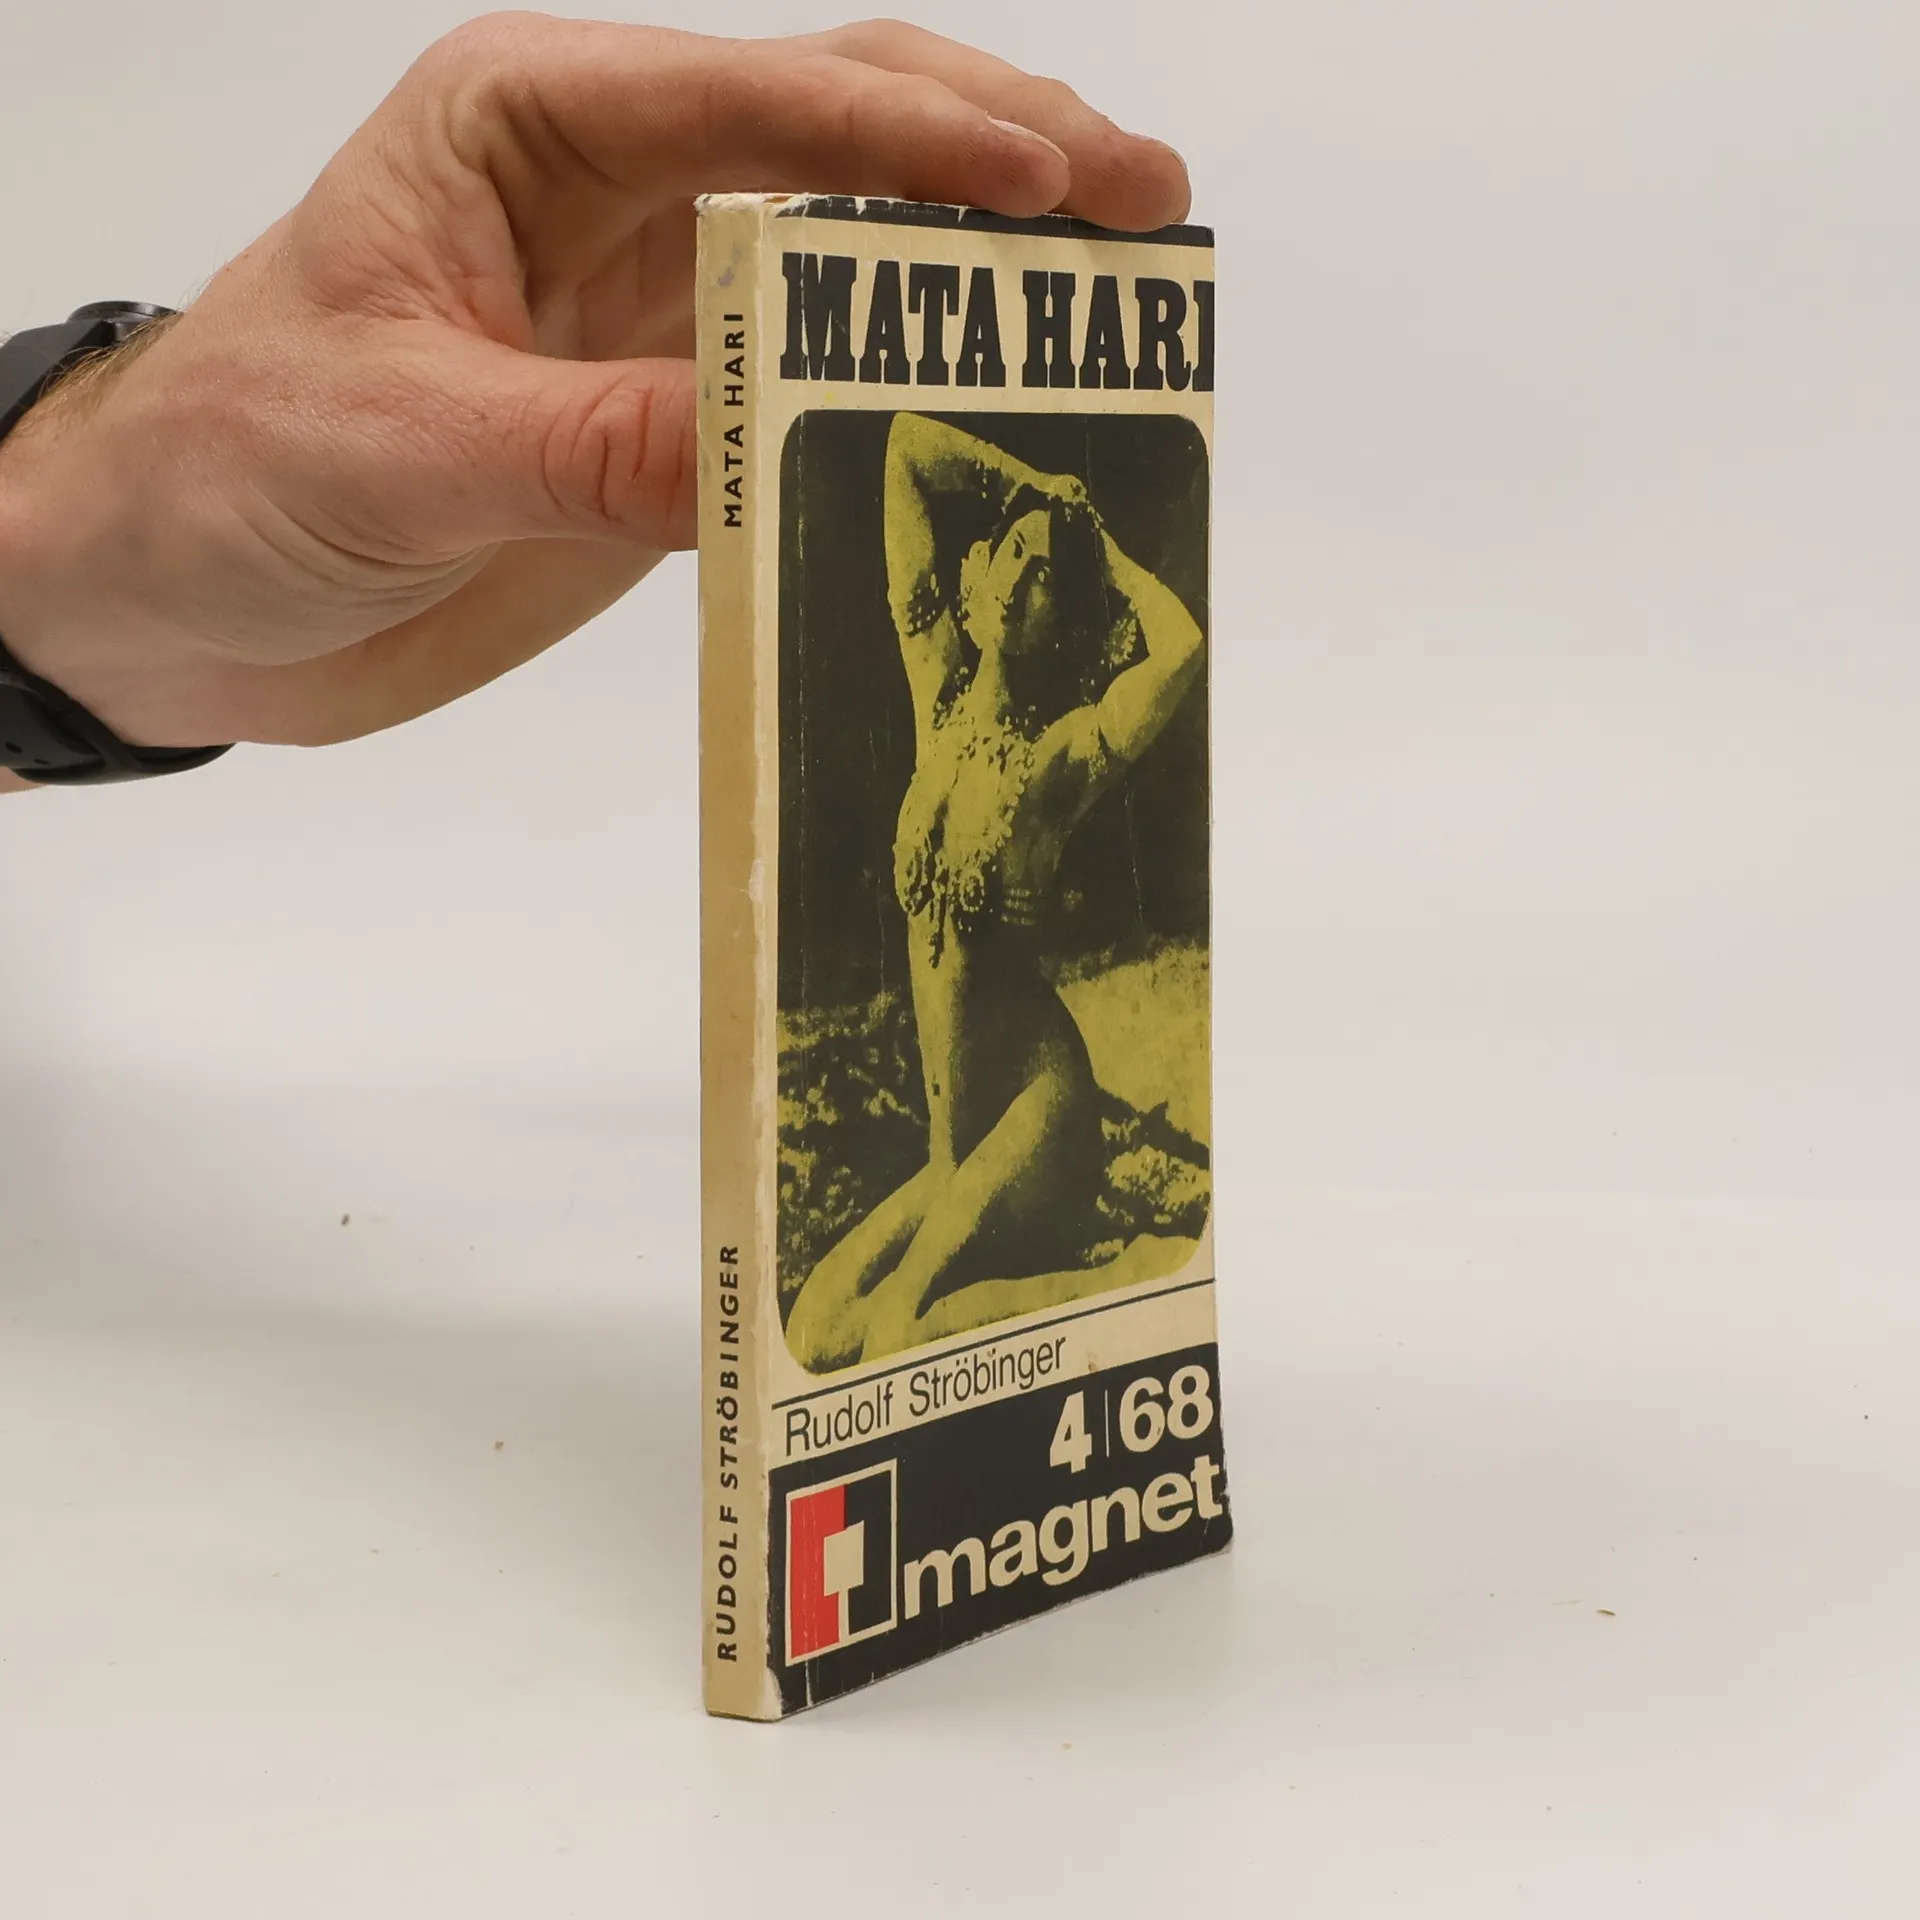 MATA HARI
RUDOLF STRÖBINGER
MATA HARI
Rudolf Ströbinger
4|68
magnet